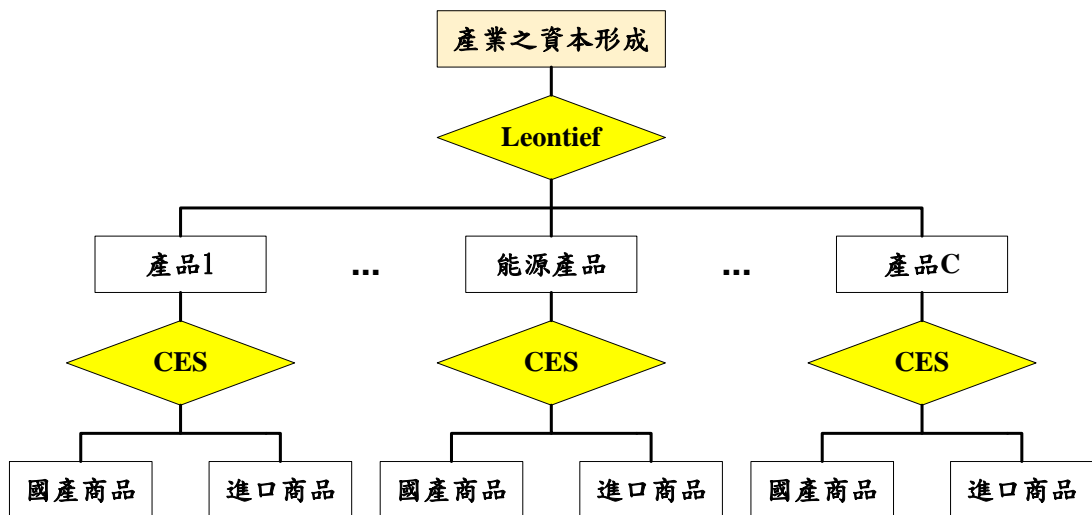 產業之資本形成
Leontief
產品1 ... 能源產品 ... 產品C
CES CES CES
國產商品 進口商品 國產商品 進口商品 國產商品 進口商品